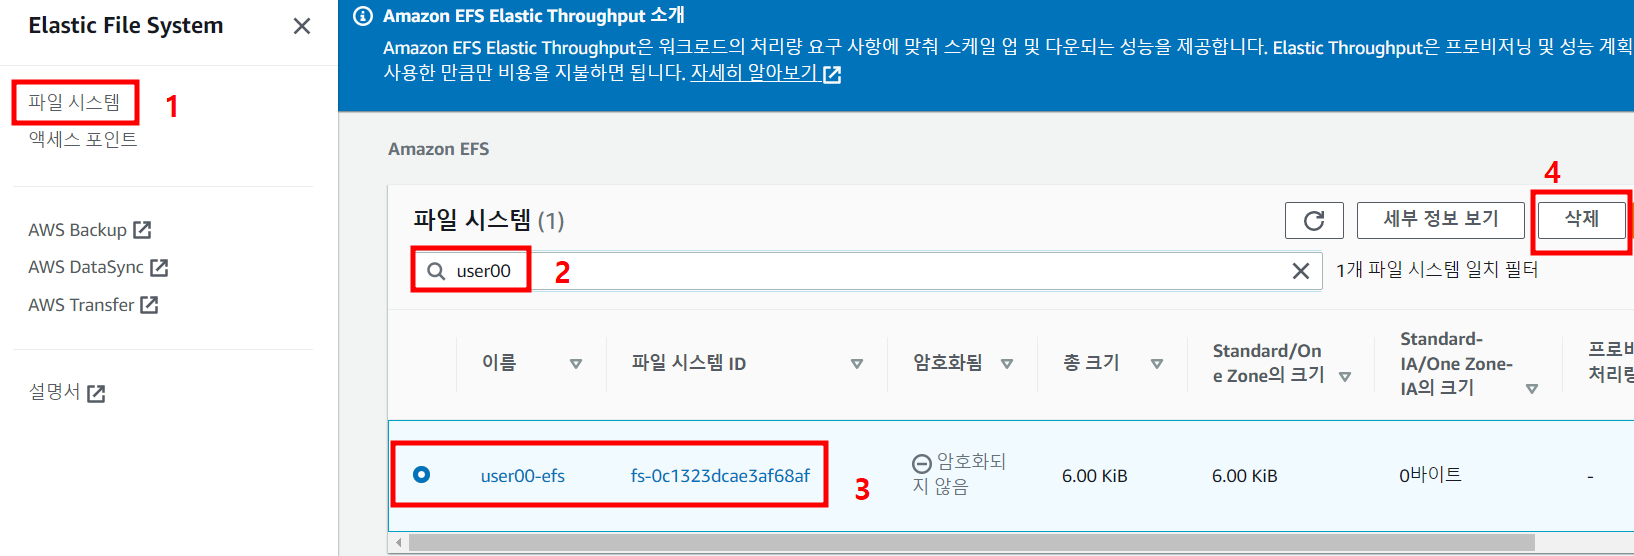 Elastic File System
파일 시스템
1
액세스 포인트
AWS Backup
AWS DataSync
AWS Transfer
설명서
Amazon EFS Elastic Throughput 소개
Amazon EFS Elastic Throughput은 워크로드의 처리량 요구 사항에 맞춰 스케일 업 및 다운되는 성능을 제공합니다. Elastic Throughput은 프로비저닝 및 성능 계획
사용한 만큼만 비용을 지불하면 됩니다. 자세히 알아보기
Amazon EFS
4
파일 시스템 (1)
세부 정보 보기
삭제
user00
2
1개 파일 시스템 일치 필터
이름
파일 시스템 ID
암호화됨
총 크기
Standard/On
e Zone의 크기
Standard-
IA/One Zone-
IA의 크기
프로비
처리량
user00-efs
fs-0c1323dcae3af68af
3
암호화되
지 않음
6.00 KiB
6.00 KiB
0바이트
-